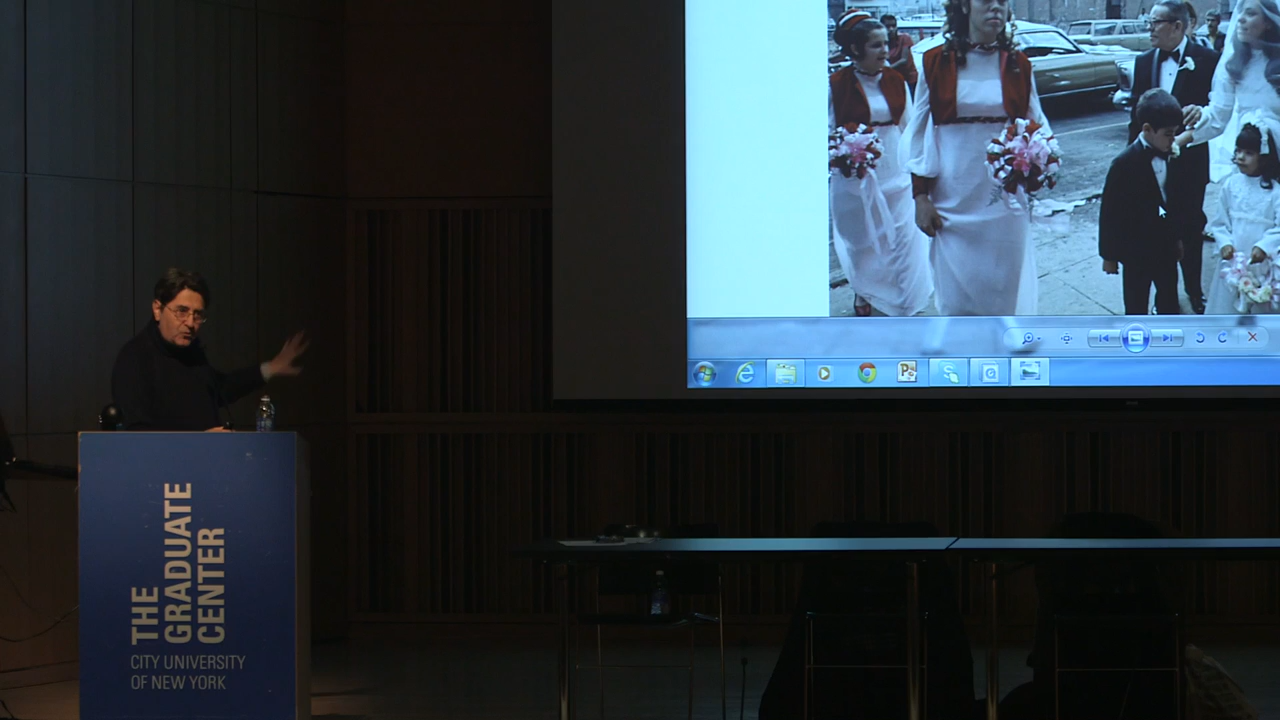 THE
GRADUATE
CENTER
CITY UNIVERSITY
OF NEW YORK